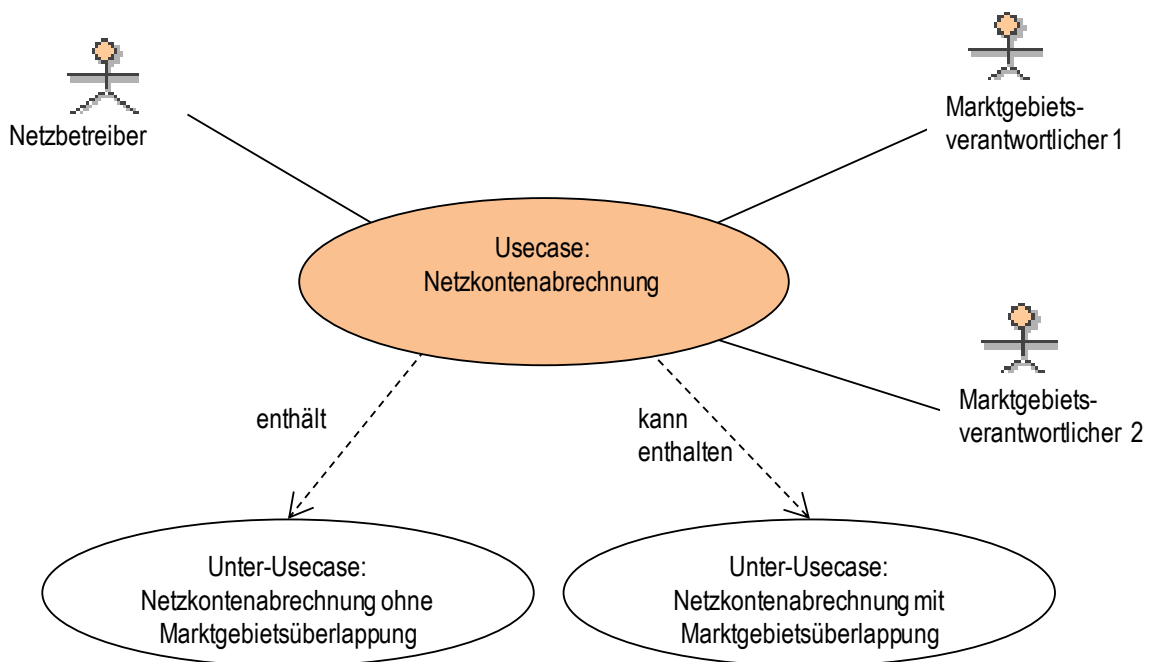 Netzbetreiber
Marktgebiets-
verantwortlicher 1
Usecase:
Netzkontenabrechnung
Marktgebiets-
verantwortlicher 2
enthält
kann
enthalten
Unter-Usecase:
Netzkontenabrechnung ohne
Marktgebietsüberlappung
Unter-Usecase:
Netzkontenabrechnung mit
Marktgebietsüberlappung